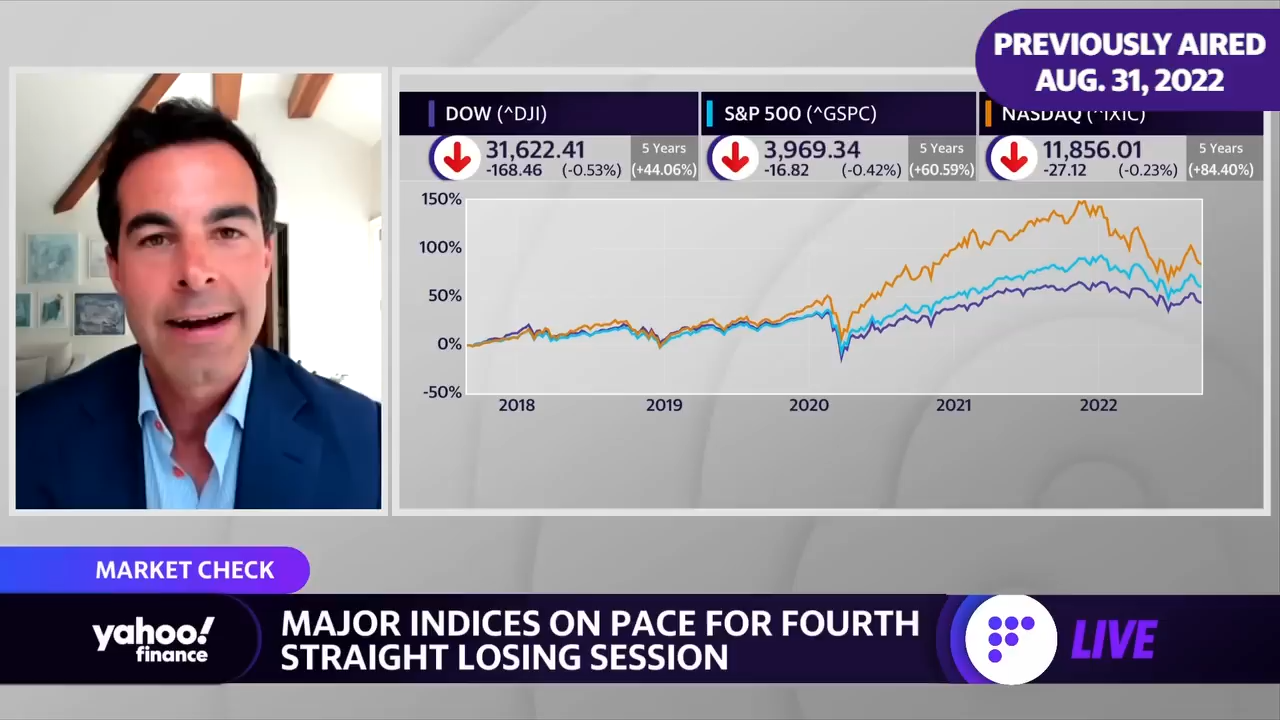 PREVIOUSLY AIRED
AUG. 31, 2022
DOW (^DJI)
31,622.41
-168.46 (-0.53%)
5 Years
(+44.06%)
S&P 500 (^GSPC)
3,969.34
-16.82 (-0.42%)
5 Years
(+60.59%)
NASDAQ (^IXIC)
11,856.01
-27.12 (-0.23%)
5 Years
(+84.40%)
150%
100%
50%
0%
-50%
2018 2019 2020 2021 2022
MARKET CHECK
yahoo!
finance
MAJOR INDICES ON PACE FOR FOURTH
STRAIGHT LOSING SESSION
LIVE